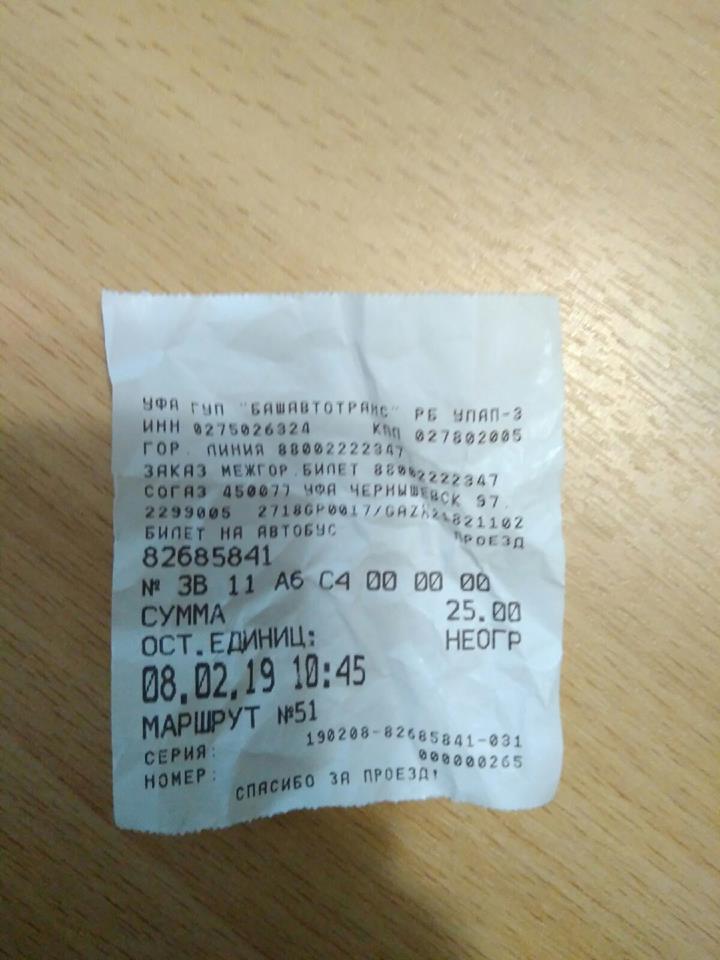 УФА ГУП "БАШАВТОТРАНС" РБ УПАП-3
ИНН 0275026324 КПП 027802005
ГОР. ЛИНИЯ 88002222347
ЗАКАЗ МЕЖГОР.БИЛЕТ 88002222347
СОГАЗ 450077 УФА ЧЕРНЫШЕВСК 97.
2299005 2718GP0017/GAZX21821102
БИЛЕТ НА АВТОБУС ПРОЕЗД
82685841
№ 3B 11 A6 C4 00 00 00
СУММА 25.00
ОСТ.ЕДИНИЦ: НЕОГР
08.02.19 10:45
МАРШРУТ №51
СЕРИЯ: 190208-82685841-031
НОМЕР: 000000265
СПАСИБО ЗА ПРОЕЗД!